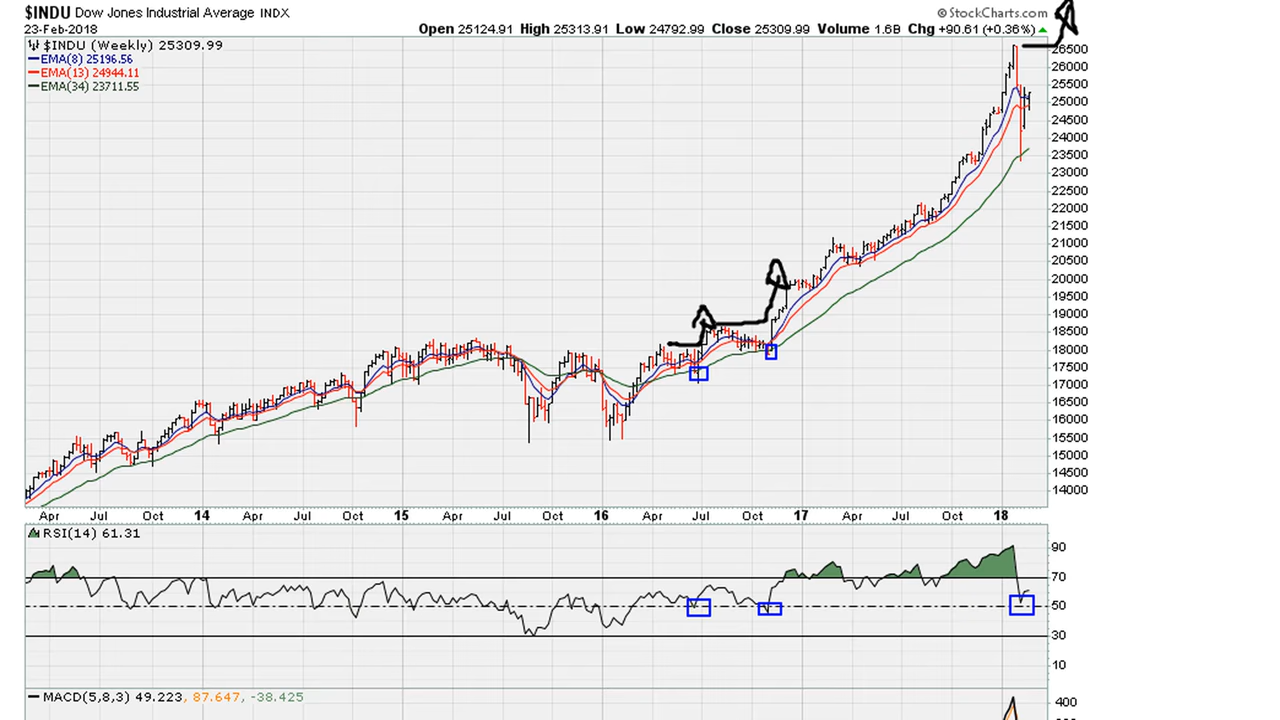 $INDU Dow Jones Industrial Average INDX
© StockCharts.com
23-Feb-2018
Open 25124.91 High 25313.91 Low 24792.99 Close 25309.99 Volume 1.6B Chg +90.61 (+0.36%)
$INDU (Weekly) 25309.99
EMA(8) 25196.56
EMA(13) 24944.11
EMA(34) 23711.55
26500
26000
25500
25000
24500
24000
23500
23000
22500
22000
21500
21000
20500
20000
19500
19000
18500
18000
17500
17000
16500
16000
15500
15000
14500
14000
Apr Jul Oct 14 Apr Jul Oct 15 Apr Jul Oct 16 Apr Jul Oct 17 Apr Jul Oct 18
RSI(14) 61.31
90
70
50
30
10
MACD(5,8,3) 49.223, 87.647, -38.425
400